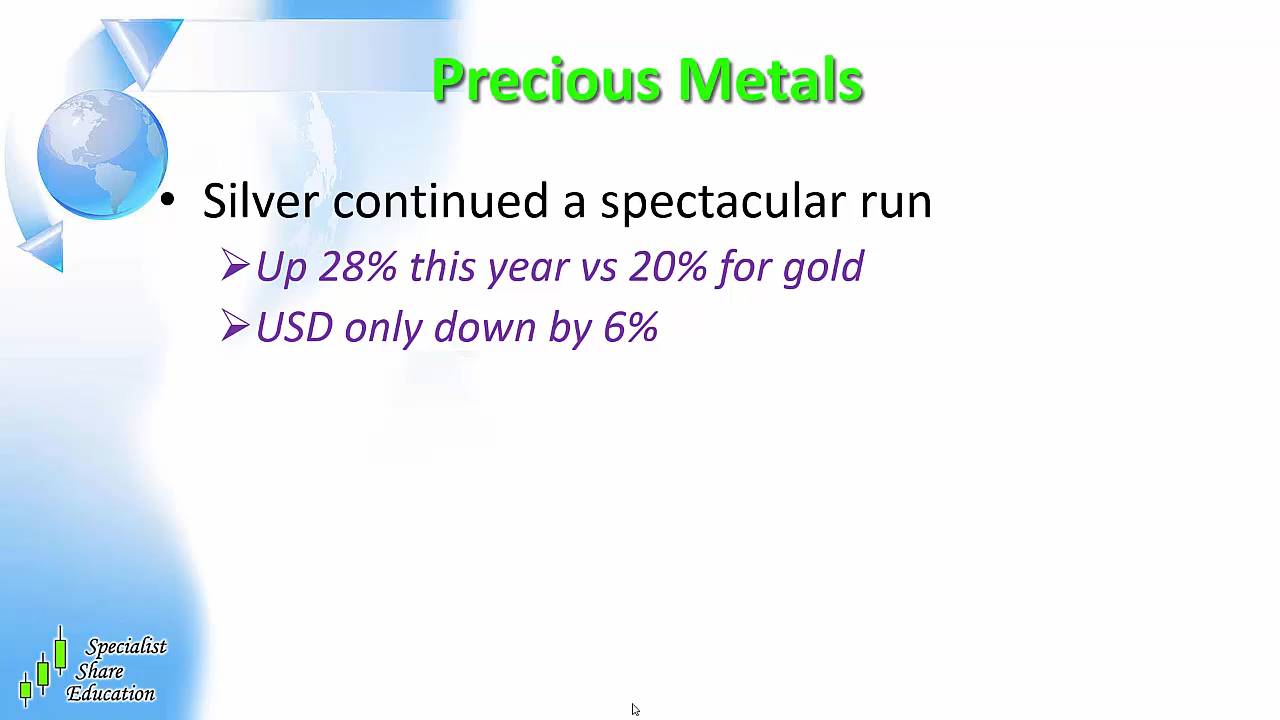 Precious Metals
• Silver continued a spectacular run
➢Up 28% this year vs 20% for gold
➢USD only down by 6%
Specialist
Share
Education